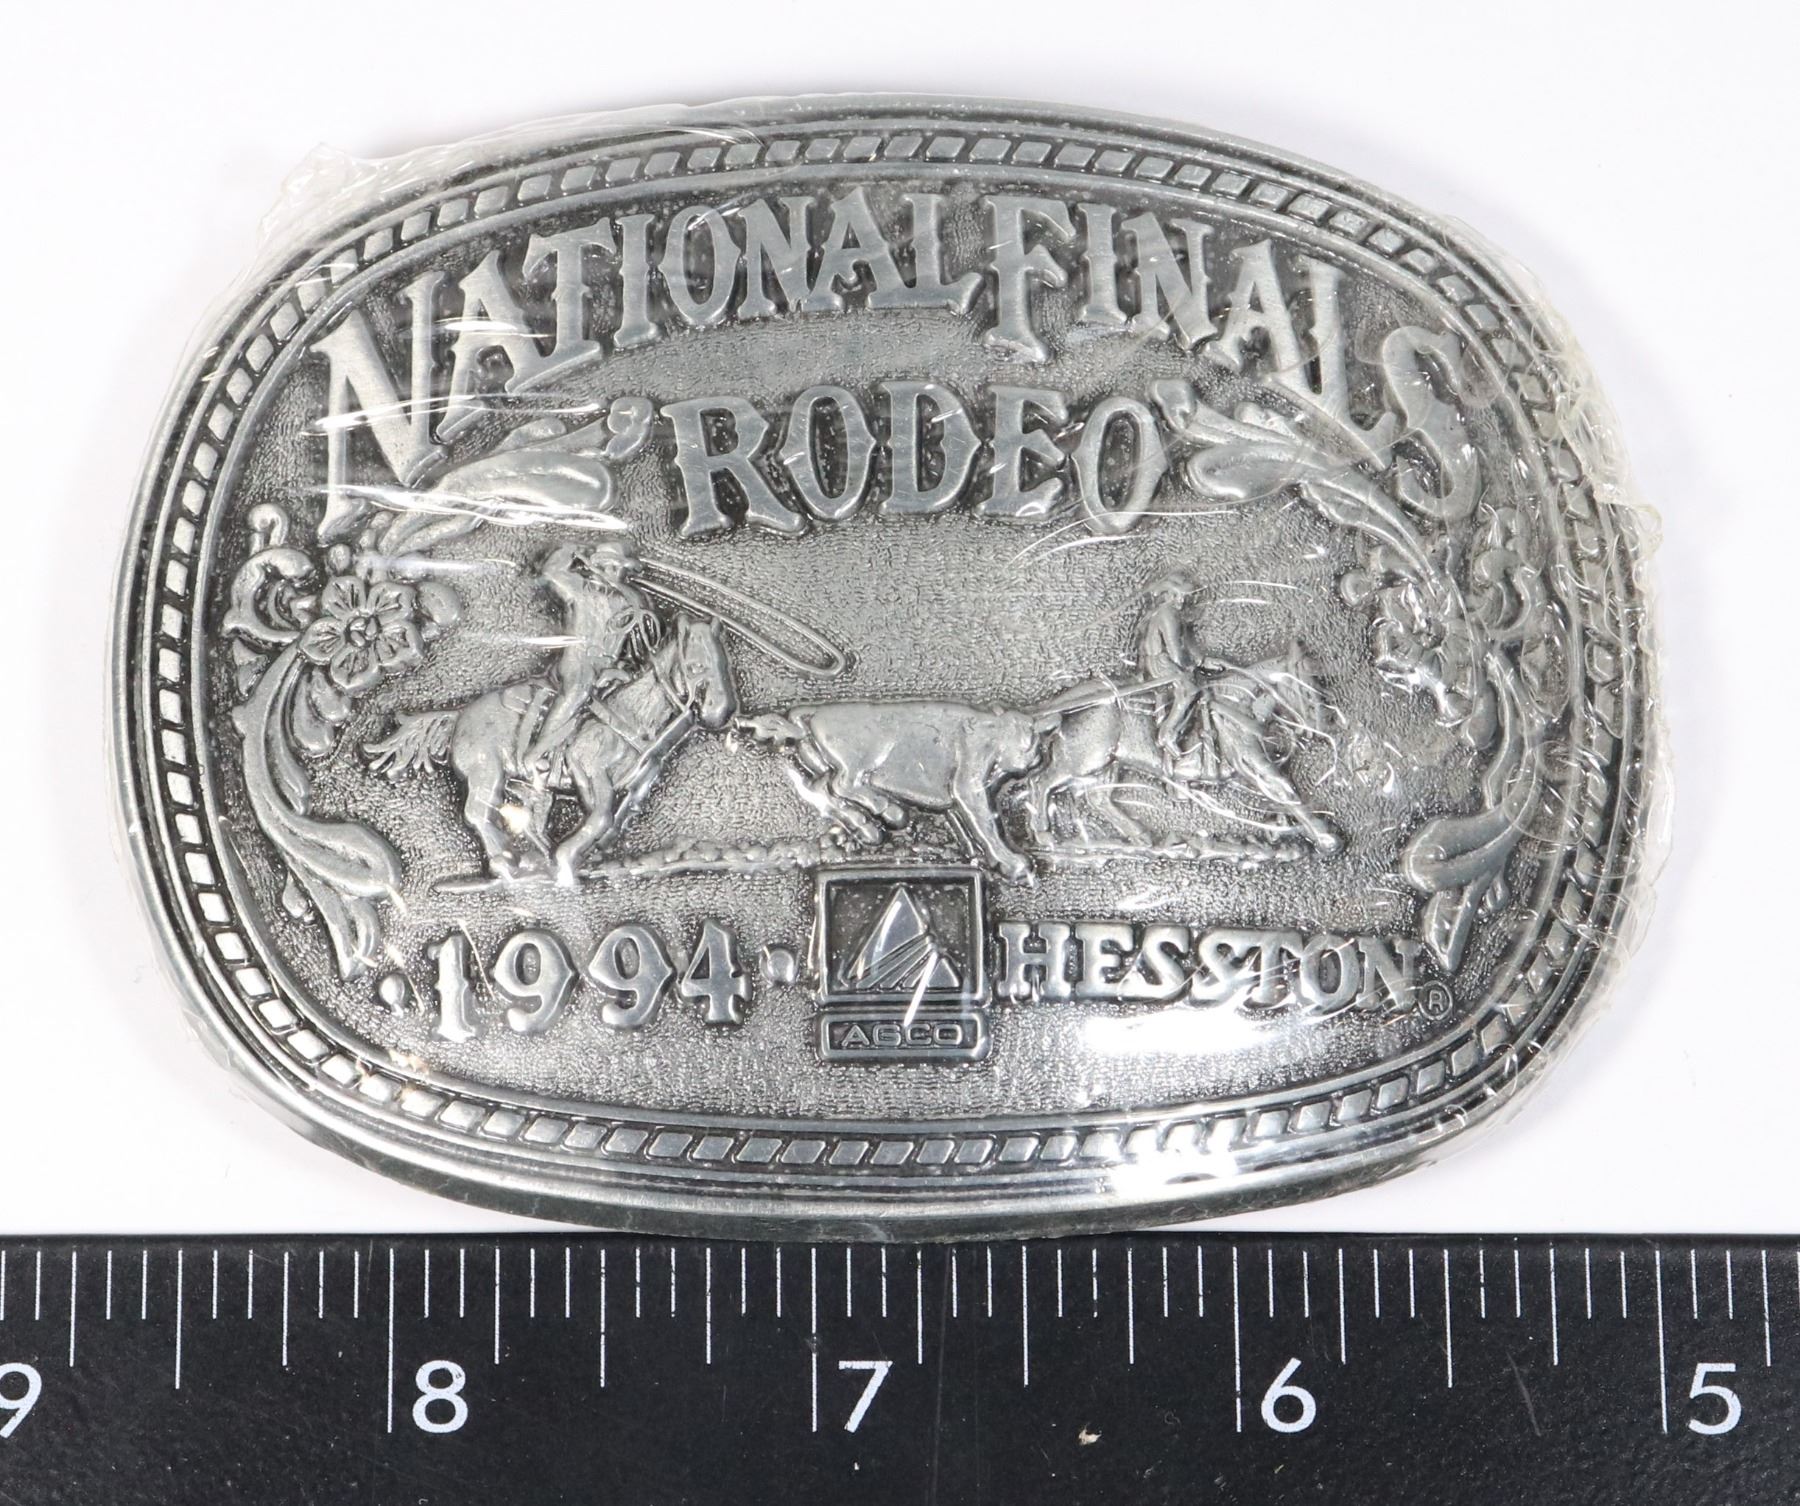 NATIONAL FINALS
RODEO
•1994• HESSTON®
AGCO
9 8 7 6 5